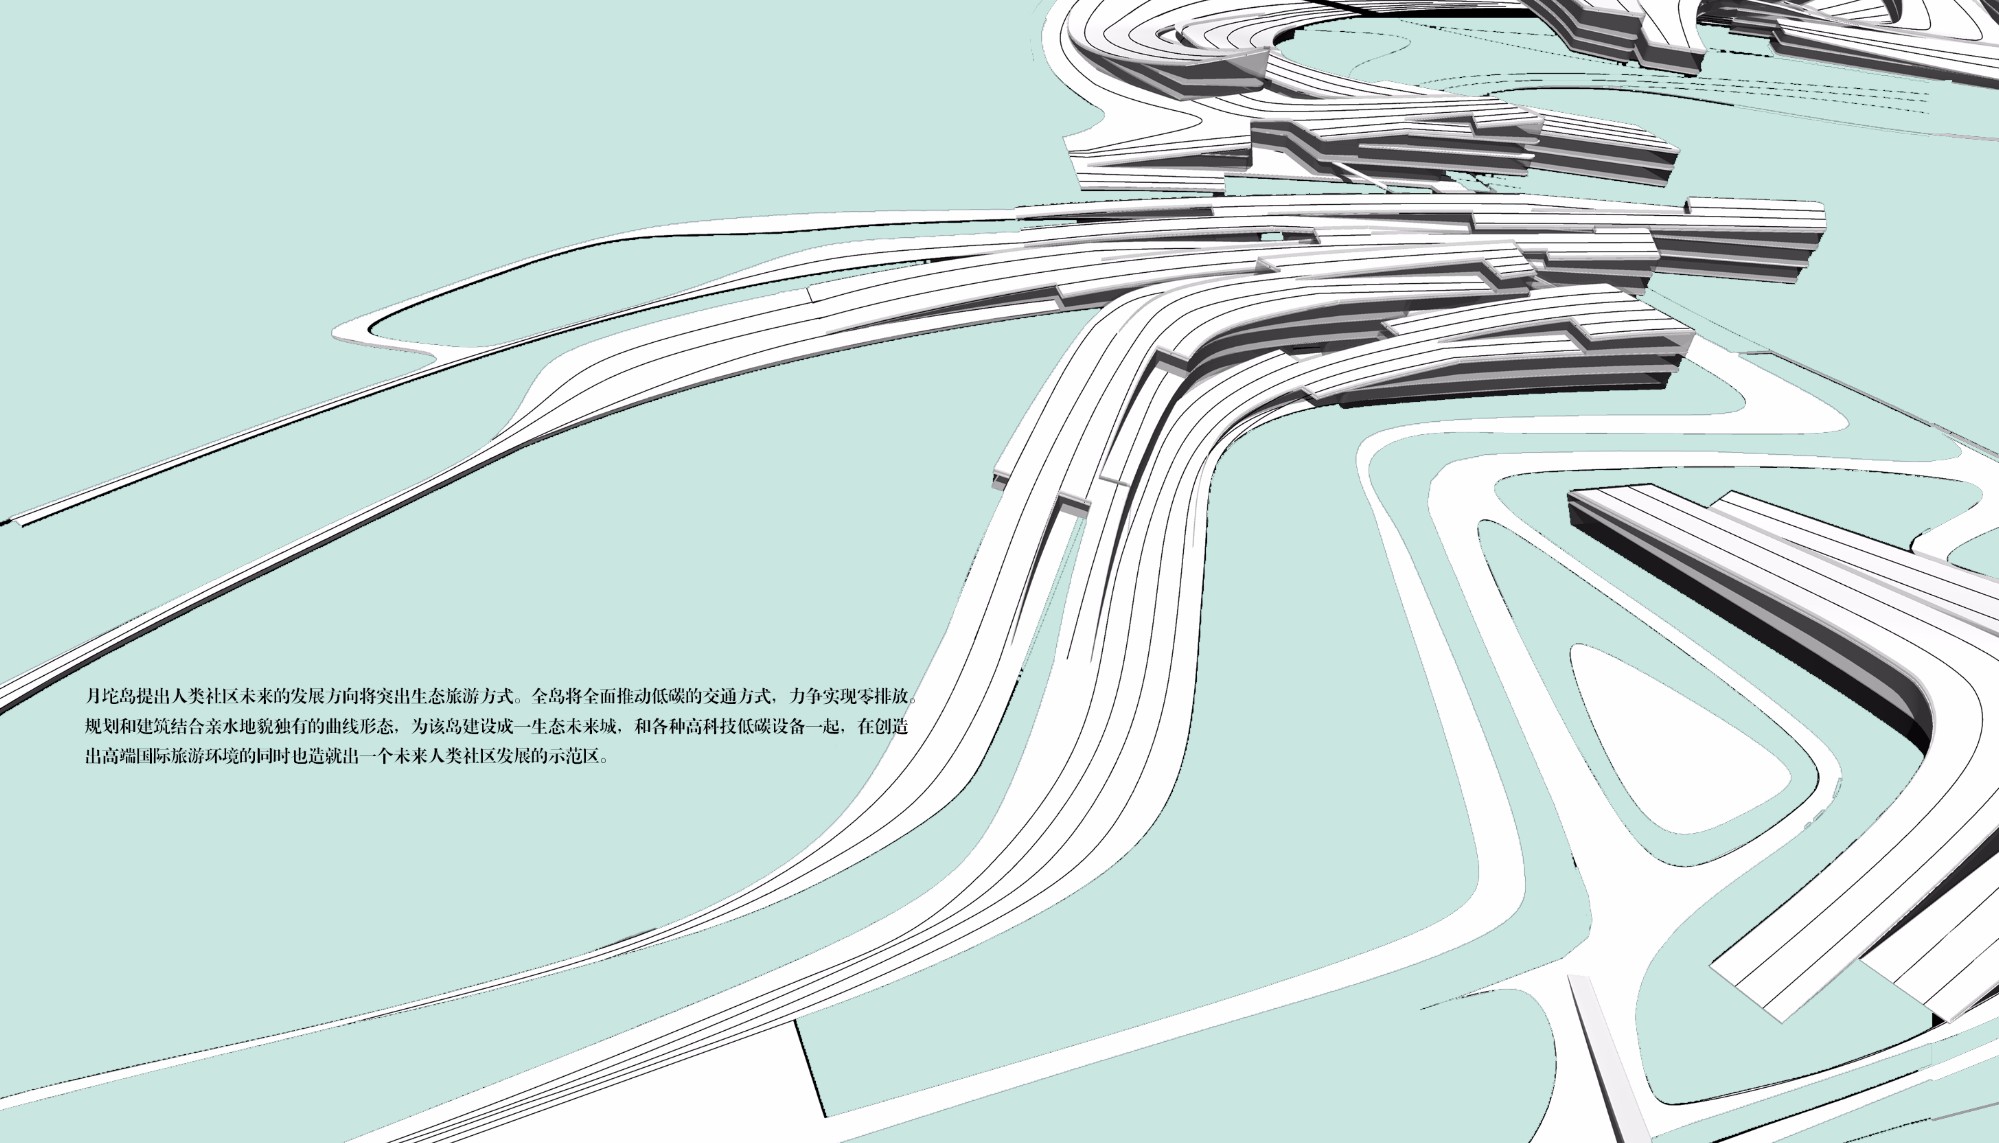 月坨岛提出人类社区未来的发展方向将突出生态旅游方式。全岛将全面推动低碳的交通方式，力争实现零排放。
规划和建筑结合亲水地貌独有的曲线形态，为该岛建设成一生态未来城，和各种高科技低碳设备一起，在创造
出高端国际旅游环境的同时也造就出一个未来人类社区发展的示范区。